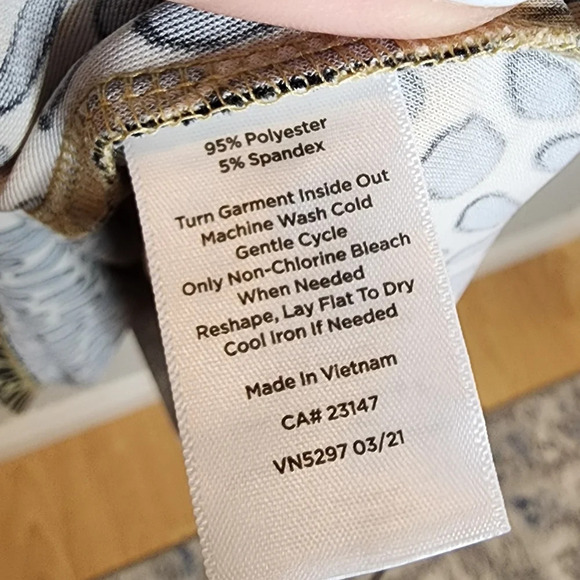 95% Polyester
5% Spandex
Turn Garment Inside Out
Machine Wash Cold
Gentle Cycle
Only Non-Chlorine Bleach
When Needed
Reshape, Lay Flat To Dry
Cool Iron If Needed
Made In Vietnam
CA# 23147
VN5297 03/21